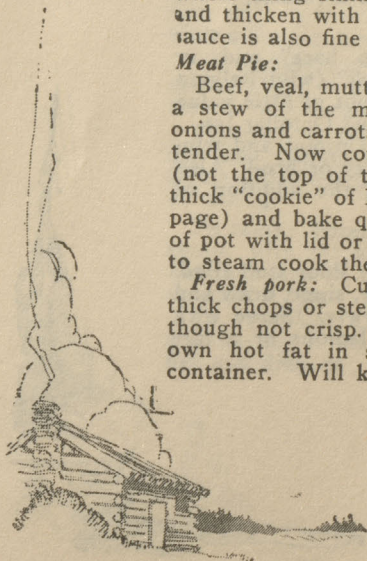 and thicken with
sauce is also fine
Meat Pie:
Beef, veal, mutt
a stew of the m
onions and carrot
tender. Now co
(not the top of t
thick "cookie" of
page) and bake q
of pot with lid or
to steam cook the
Fresh pork: Cu
thick chops or ste
though not crisp.
own hot fat in s
container. Will k